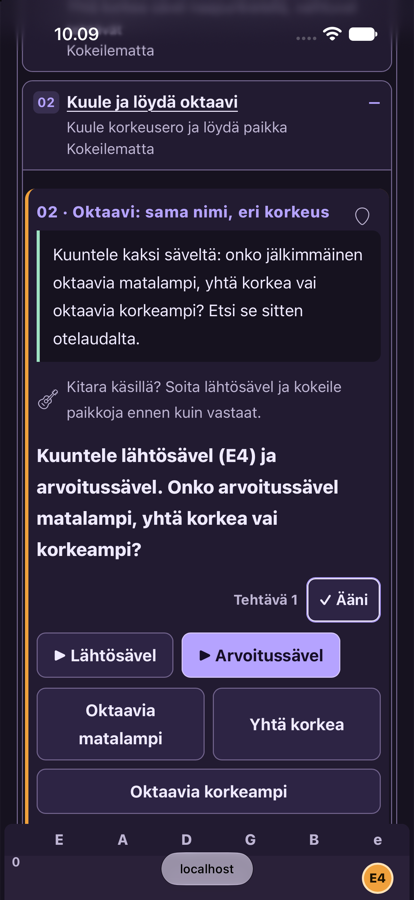 10.09
Kokeilematta
02 Kuule ja löydä oktaavi –
Kuule korkeusero ja löydä paikka
Kokeilematta
02 · Oktaavi: sama nimi, eri korkeus
Kuuntele kaksi säveltä: onko jälkimmäinen
oktaavia matalampi, yhtä korkea vai
oktaavia korkeampi? Etsi se sitten
otelaudalta.
Kitara käsillä? Soita lähtösävel ja kokeile
paikkoja ennen kuin vastaat.
Kuuntele lähtösävel (E4) ja
arvoitussävel. Onko arvoitussävel
matalampi, yhtä korkea vai
korkeampi?
Tehtävä 1 ✓ Ääni
▶ Lähtösävel ▶ Arvoitussävel
Oktaavia
matalampi
Yhtä korkea
Oktaavia korkeampi
E A D G B e
0
localhost
E4